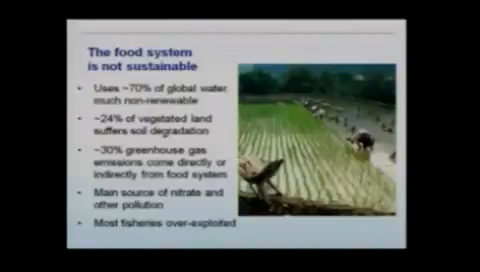 The food system
is not sustainable
• Uses ~70% of global water,
much non-renewable
• ~24% of vegetated land
suffers soil degradation
• ~30% greenhouse gas
emissions come directly or
indirectly from food system
• Main source of nitrate and
other pollution
• Most fisheries over-exploited